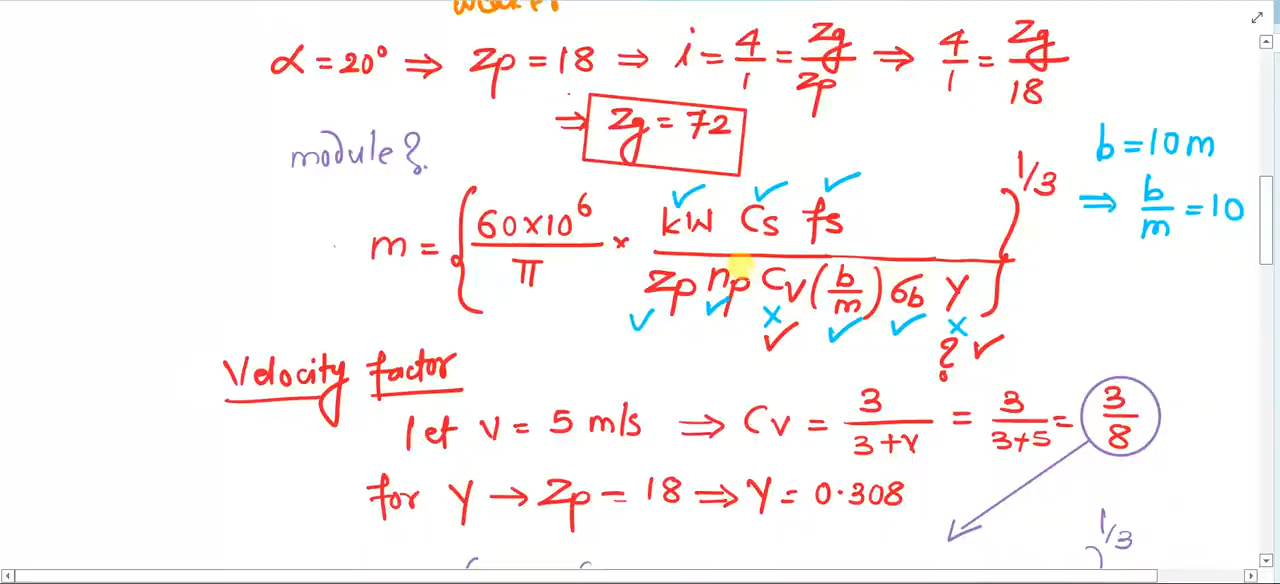 α = 20° ⇒ Zp = 18 ⇒ i = 4/1 = Zg/Zp ⇒ 4/1 = Zg/18
⇒ Zg = 72
module ?
b = 10m
⇒ b/m = 10
m = { 60×10^6/π × kW Cs fs / Zp np Cv (b/m) σb Y }^1/3
?
Velocity factor
let V = 5 m/s ⇒ Cv = 3/3+V = 3/3+5 = 3/8
for Y → Zp = 18 ⇒ Y = 0.308
1/3